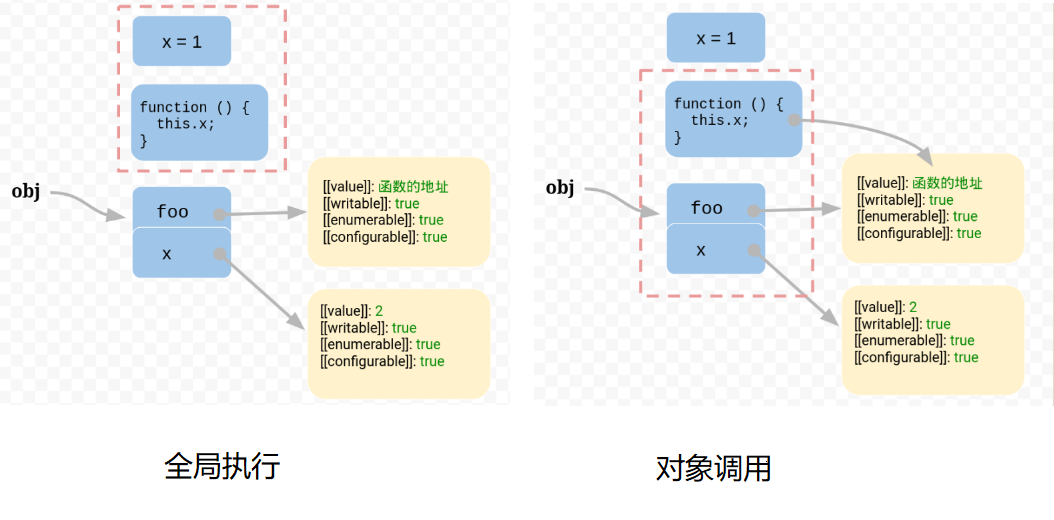 x = 1
function () {
this.x;
}
obj
foo
x
[[value]]: 函数的地址
[[writable]]: true
[[enumerable]]: true
[[configurable]]: true
[[value]]: 2
[[writable]]: true
[[enumerable]]: true
[[configurable]]: true
全局执行
x = 1
function () {
this.x;
}
obj
foo
x
[[value]]: 函数的地址
[[writable]]: true
[[enumerable]]: true
[[configurable]]: true
[[value]]: 2
[[writable]]: true
[[enumerable]]: true
[[configurable]]: true
对象调用